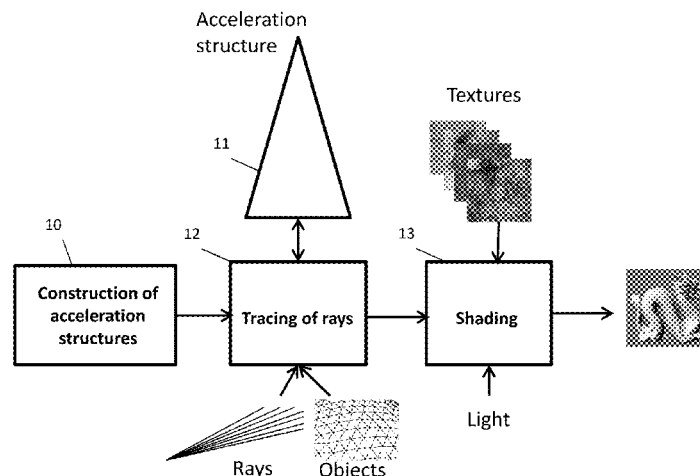 Acceleration
structure
11
Textures
10
Construction of
acceleration
structures
12
Tracing of rays
13
Shading
Rays
Objects
Light